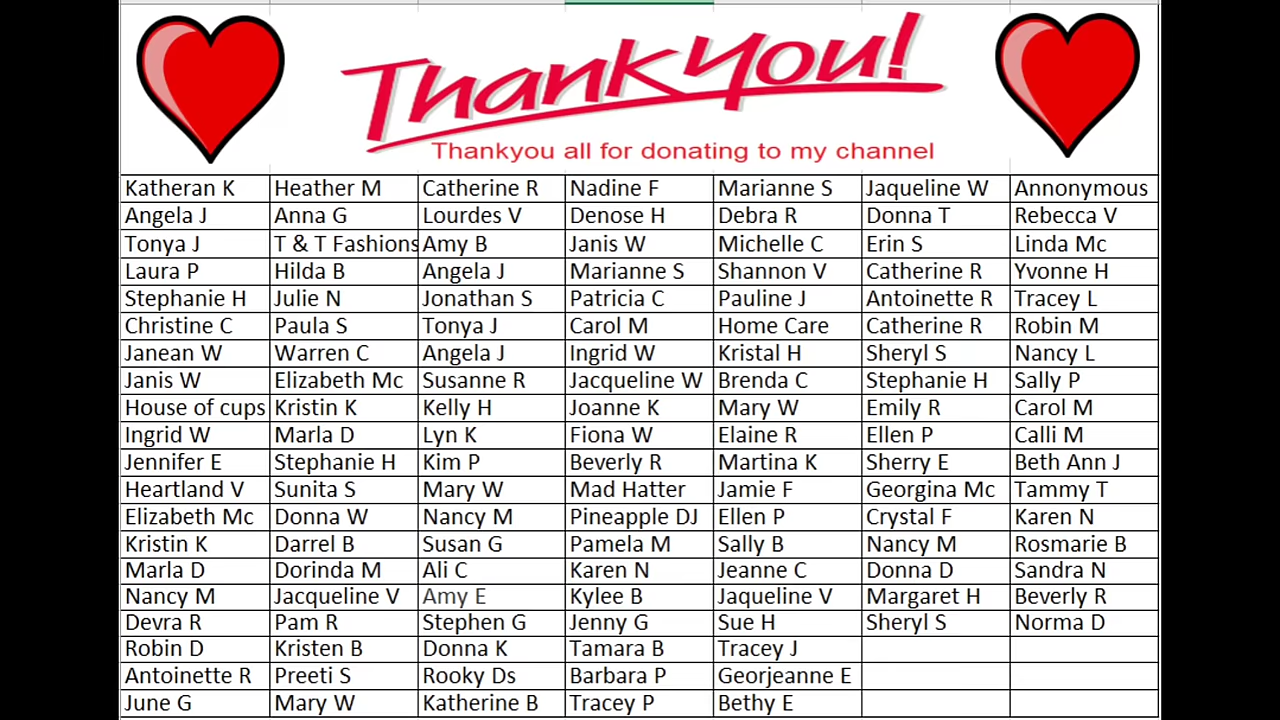 Thank You!
Thankyou all for donating to my channel
Katheran K Heather M Catherine R Nadine F Marianne S Jaqueline W Annonymous
Angela J Anna G Lourdes V Denose H Debra R Donna T Rebecca V
Tonya J T & T Fashions Amy B Janis W Michelle C Erin S Linda Mc
Laura P Hilda B Angela J Marianne S Shannon V Catherine R Yvonne H
Stephanie H Julie N Jonathan S Patricia C Pauline J Antoinette R Tracey L
Christine C Paula S Tonya J Carol M Home Care Catherine R Robin M
Janean W Warren C Angela J Ingrid W Kristal H Sheryl S Nancy L
Janis W Elizabeth Mc Susanne R Jacqueline W Brenda C Stephanie H Sally P
House of cups Kristin K Kelly H Joanne K Mary W Emily R Carol M
Ingrid W Marla D Lyn K Fiona W Elaine R Ellen P Calli M
Jennifer E Stephanie H Kim P Beverly R Martina K Sherry E Beth Ann J
Heartland V Sunita S Mary W Mad Hatter Jamie F Georgina Mc Tammy T
Elizabeth Mc Donna W Nancy M Pineapple DJ Ellen P Crystal F Karen N
Kristin K Darrel B Susan G Pamela M Sally B Nancy M Rosmarie B
Marla D Dorinda M Ali C Karen N Jeanne C Donna D Sandra N
Nancy M Jacqueline V Amy E Kylee B Jaqueline V Margaret H Beverly R
Devra R Pam R Stephen G Jenny G Sue H Sheryl S Norma D
Robin D Kristen B Donna K Tamara B Tracey J
Antoinette R Preeti S Rooky Ds Barbara P Georjeanne E
June G Mary W Katherine B Tracey P Bethy E